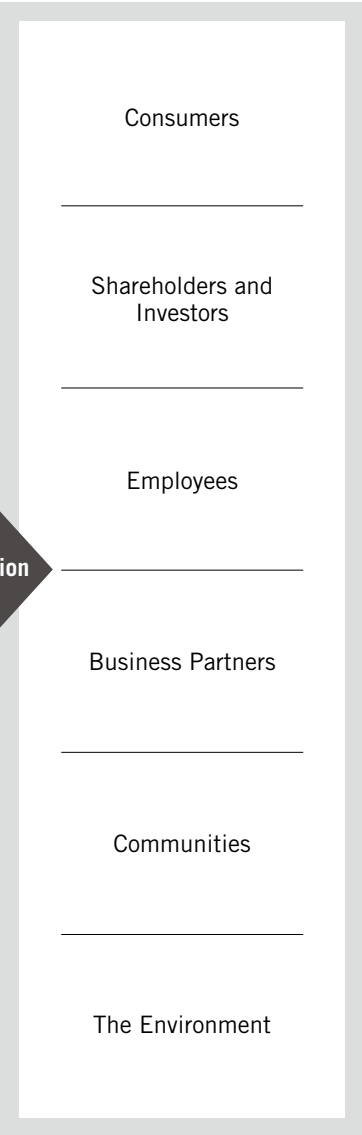 Consumers
Shareholders and
Investors
Employees
ion
Business Partners
Communities
The Environment